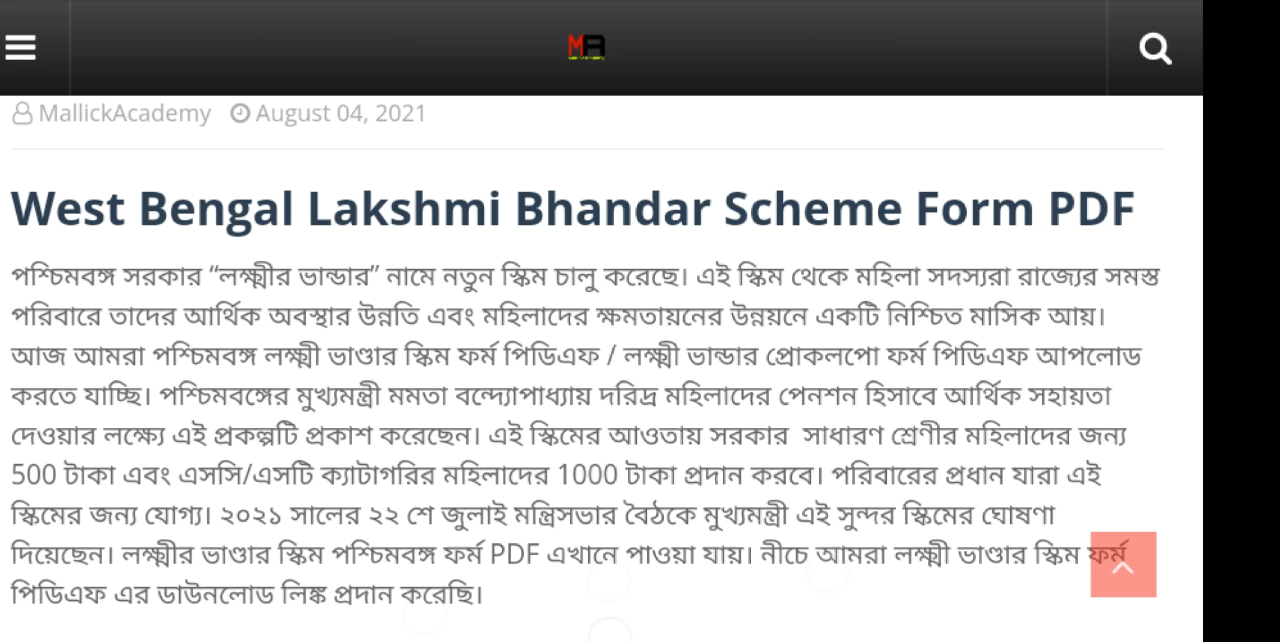 MA
MallickAcademy August 04, 2021
West Bengal Lakshmi Bhandar Scheme Form PDF
পশ্চিমবঙ্গ সরকার “লক্ষ্মীর ভান্ডার” নামে নতুন স্কিম চালু করেছে। এই স্কিম থেকে মহিলা সদস্যরা রাজ্যের সমস্ত
পরিবারে তাদের আর্থিক অবস্থার উন্নতি এবং মহিলাদের ক্ষমতায়নের উন্নয়নে একটি নিশ্চিত মাসিক আয়।
আজ আমরা পশ্চিমবঙ্গ লক্ষ্মী ভাণ্ডার স্কিম ফর্ম পিডিএফ / লক্ষ্মী ভান্ডার প্রোকলপো ফর্ম পিডিএফ আপলোড
করতে যাচ্ছি। পশ্চিমবঙ্গের মুখ্যমন্ত্রী মমতা বন্দ্যোপাধ্যায় দরিদ্র মহিলাদের পেনশন হিসাবে আর্থিক সহায়তা
দেওয়ার লক্ষ্যে এই প্রকল্পটি প্রকাশ করেছেন। এই স্কিমের আওতায় সরকার সাধারণ শ্রেণীর মহিলাদের জন্য
500 টাকা এবং এসসি/এসটি ক্যাটাগরির মহিলাদের 1000 টাকা প্রদান করবে। পরিবারের প্রধান যারা এই
স্কিমের জন্য যোগ্য। ২০২১ সালের ২২ শে জুলাই মন্ত্রিসভার বৈঠকে মুখ্যমন্ত্রী এই সুন্দর স্কিমের ঘোষণা
দিয়েছেন। লক্ষ্মীর ভাণ্ডার স্কিম পশ্চিমবঙ্গ ফর্ম PDF এখানে পাওয়া যায়। নীচে আমরা লক্ষ্মী ভাণ্ডার স্কিম ফর্ম
পিডিএফ এর ডাউনলোড লিঙ্ক প্রদান করেছি।